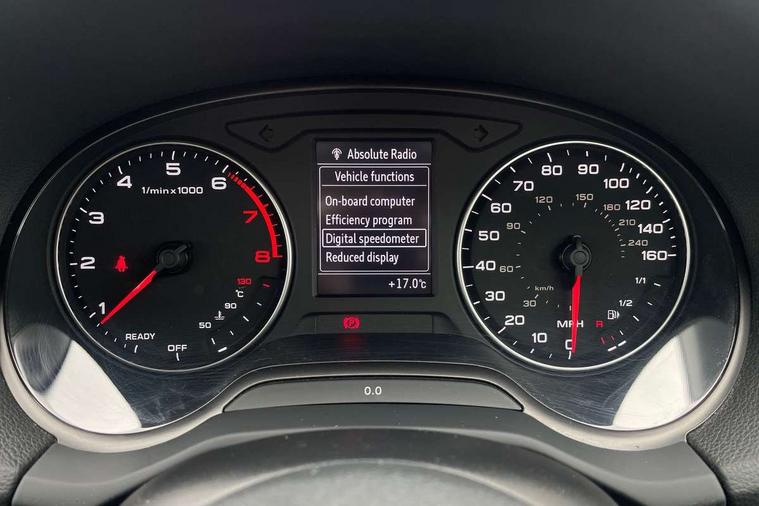 1/min x 1000
1
2
3
4
5
6
7
8
READY
OFF
50
90
°C
130
Absolute Radio
Vehicle functions
On-board computer
Efficiency program
Digital speedometer
Reduced display
+17.0°C
(P)
0.0
0
10
20
30
40
50
60
70
80
90
100
120
140
160
30
60
90
120
150
180
210
240
km/h
MPH
R
1/2
1/1